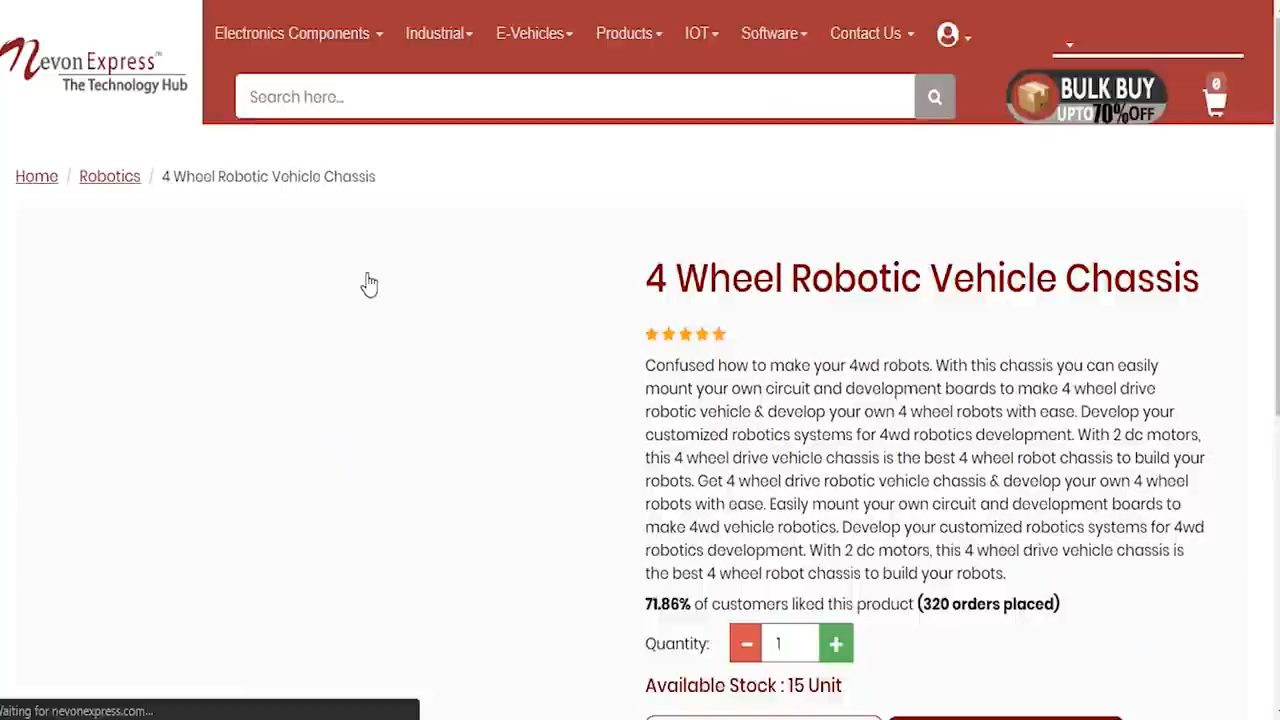 Electronics Components Industrial E-Vehicles Products IOT Software Contact Us
Nevon Express™
The Technology Hub
Search here...
BULK BUY
UPTO 70% OFF
0
Home / Robotics / 4 Wheel Robotic Vehicle Chassis
4 Wheel Robotic Vehicle Chassis
Confused how to make your 4wd robots. With this chassis you can easily
mount your own circuit and development boards to make 4 wheel drive
robotic vehicle & develop your own 4 wheel robots with ease. Develop your
customized robotics systems for 4wd robotics development. With 2 dc motors,
this 4 wheel drive vehicle chassis is the best 4 wheel robot chassis to build your
robots. Get 4 wheel drive robotic vehicle chassis & develop your own 4 wheel
robots with ease. Easily mount your own circuit and development boards to
make 4wd vehicle robotics. Develop your customized robotics systems for 4wd
robotics development. With 2 dc motors, this 4 wheel drive vehicle chassis is
the best 4 wheel robot chassis to build your robots.
71.86% of customers liked this product (320 orders placed)
Quantity: - 1 +
Available Stock : 15 Unit
Waiting for nevonexpress.com...